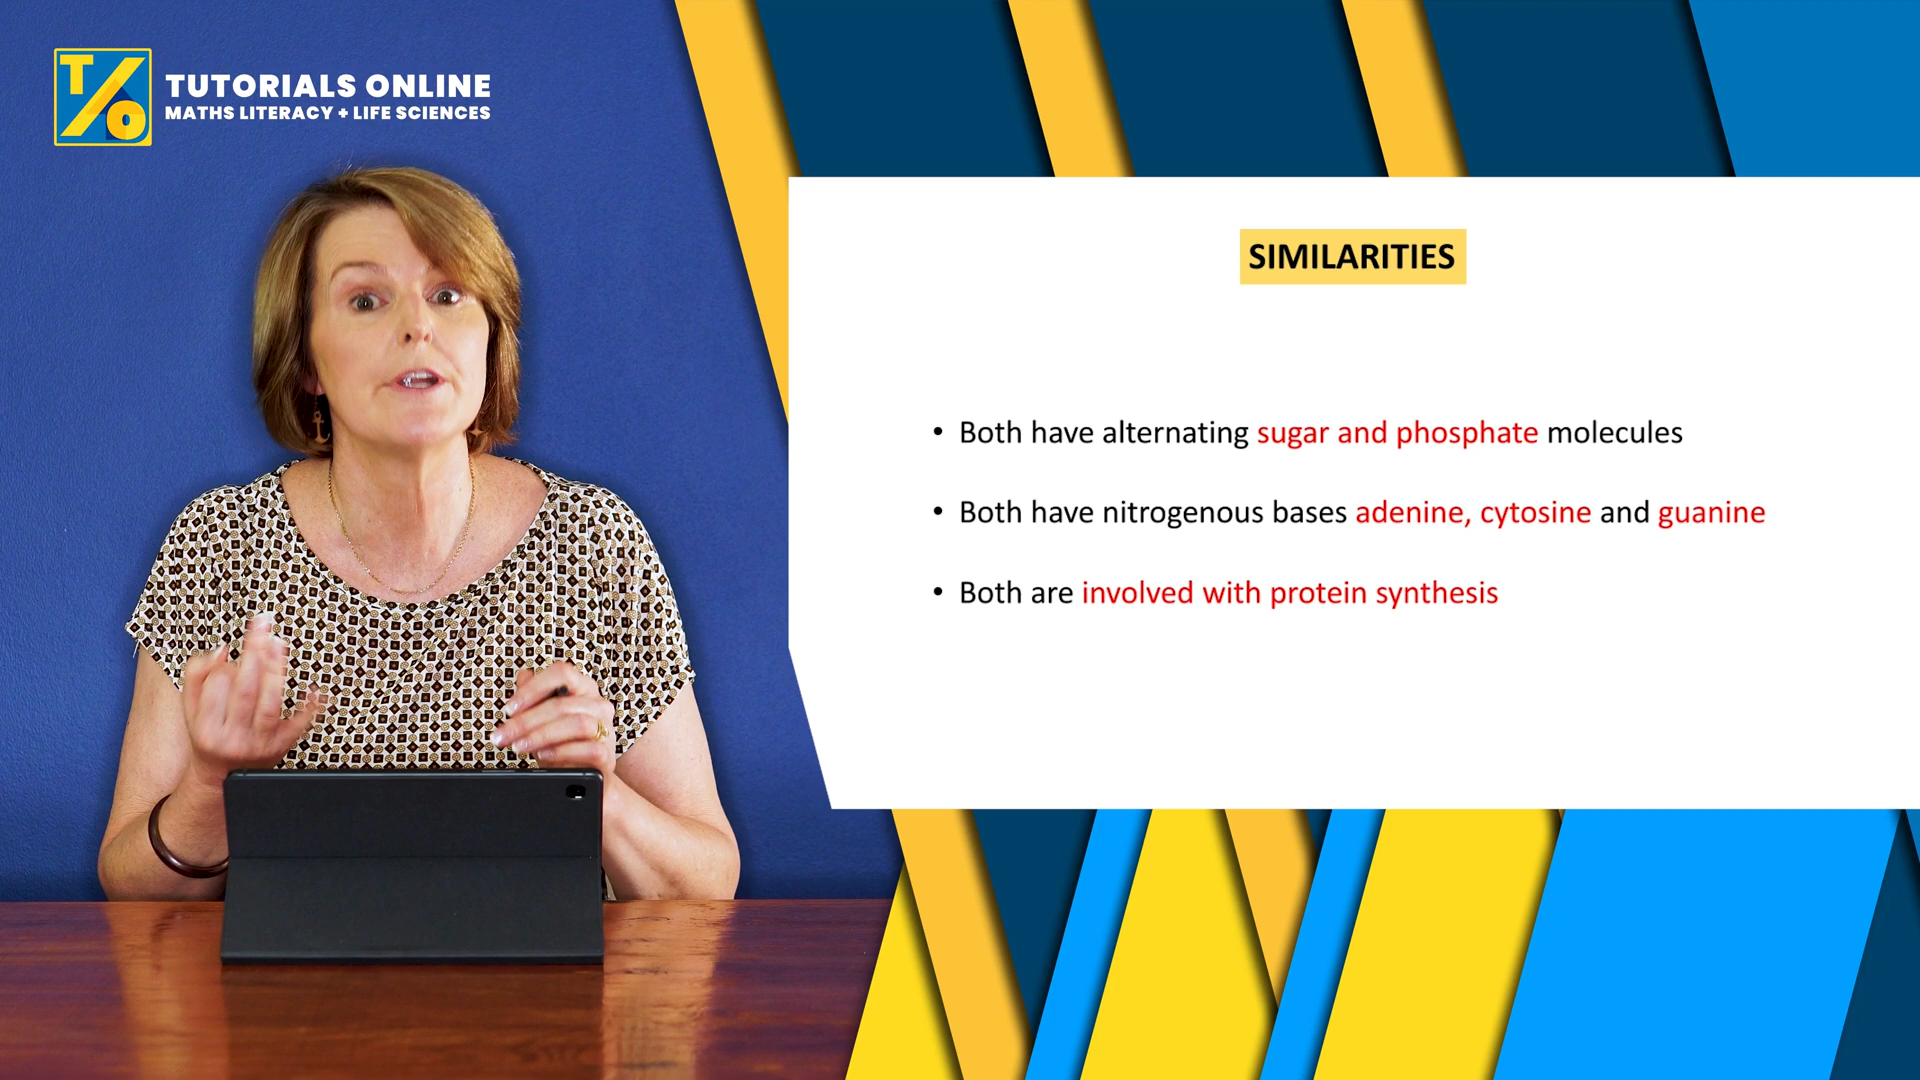 T/O
TUTORIALS ONLINE
MATHS LITERACY + LIFE SCIENCES
SIMILARITIES
• Both have alternating sugar and phosphate molecules
• Both have nitrogenous bases adenine, cytosine and guanine
• Both are involved with protein synthesis